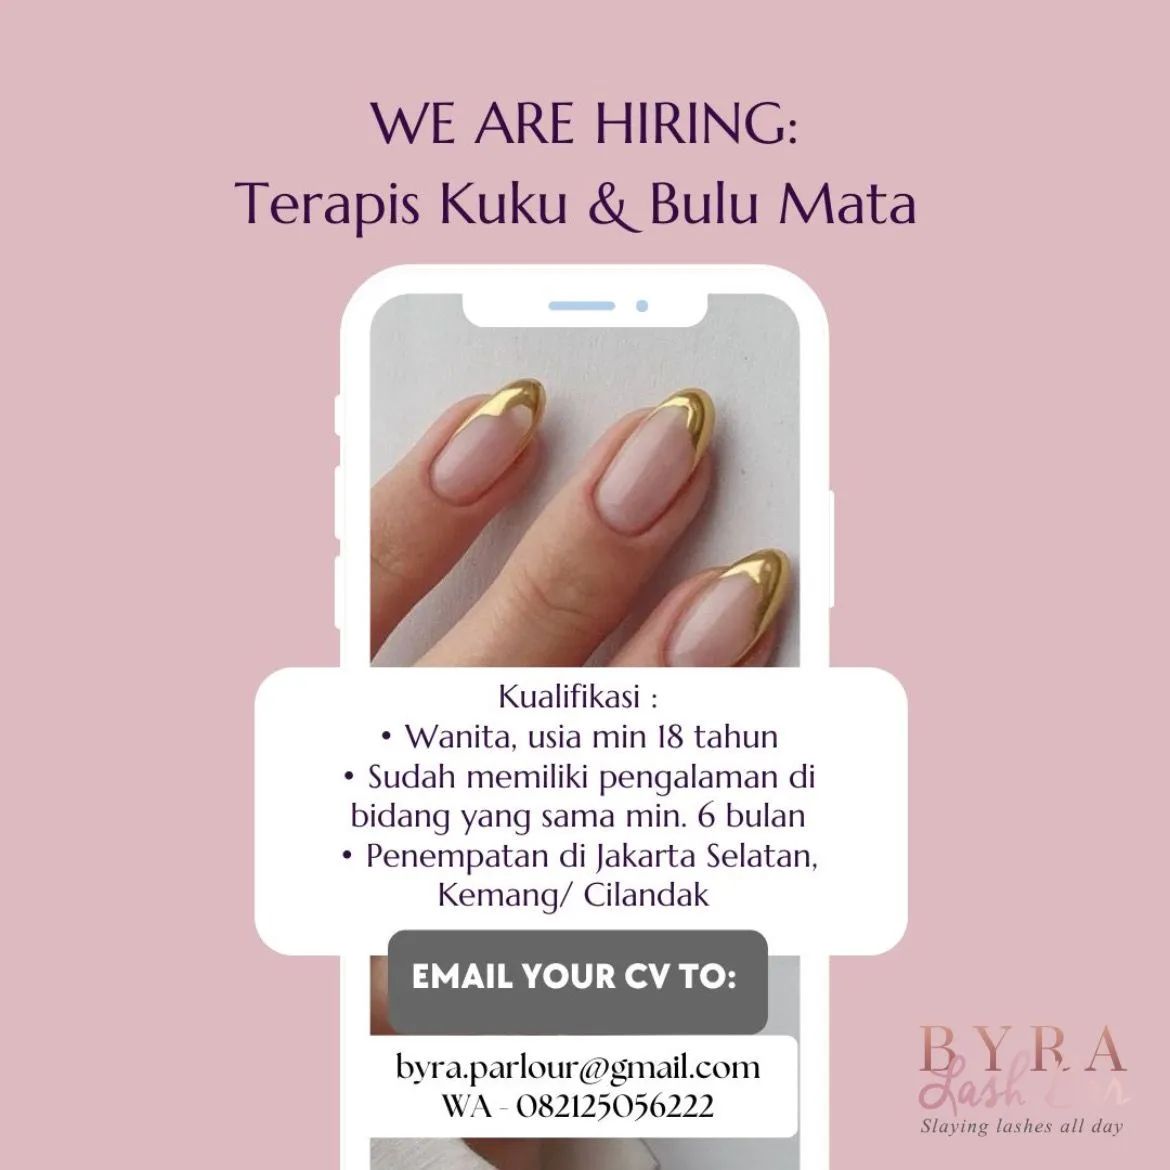 WE ARE HIRING:
Terapis Kuku & Bulu Mata
Kualifikasi :
• Wanita, usia min 18 tahun
• Sudah memiliki pengalaman di
bidang yang sama min. 6 bulan
• Penempatan di Jakarta Selatan,
Kemang/ Cilandak
EMAIL YOUR CV TO:
byra.parlour@gmail.com
WA - 082125056222
BYRA
Lash Bar
Slaying lashes all day